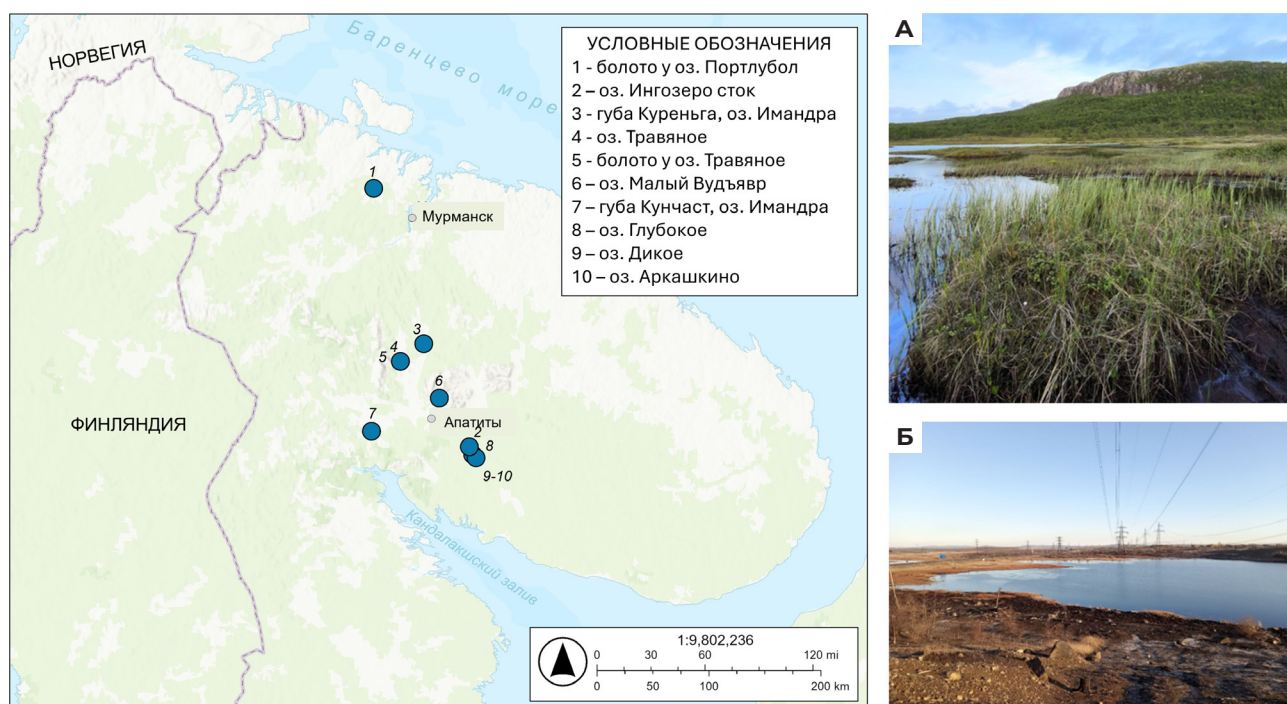 НОРВЕГИЯ
Баренцево море
УСЛОВНЫЕ ОБОЗНАЧЕНИЯ
1 - болото у оз. Портлубол
2 – оз. Ингозеро сток
3 - губа Куреньга, оз. Имандра
4 - оз. Травяное
5 - болото у оз. Травяное
6 – оз. Малый Вудъявр
7 – губа Кунчаст, оз. Имандра
8 – оз. Глубокое
9 – оз. Дикое
10 – оз. Аркашкино
1
Мурманск
3
4
5
6
ФИНЛЯНДИЯ
7
Апатиты
2
8
9-10
Кандалакшский залив
1:9,802,236
0 30 60 120 mi
0 50 100 200 km
А
Б